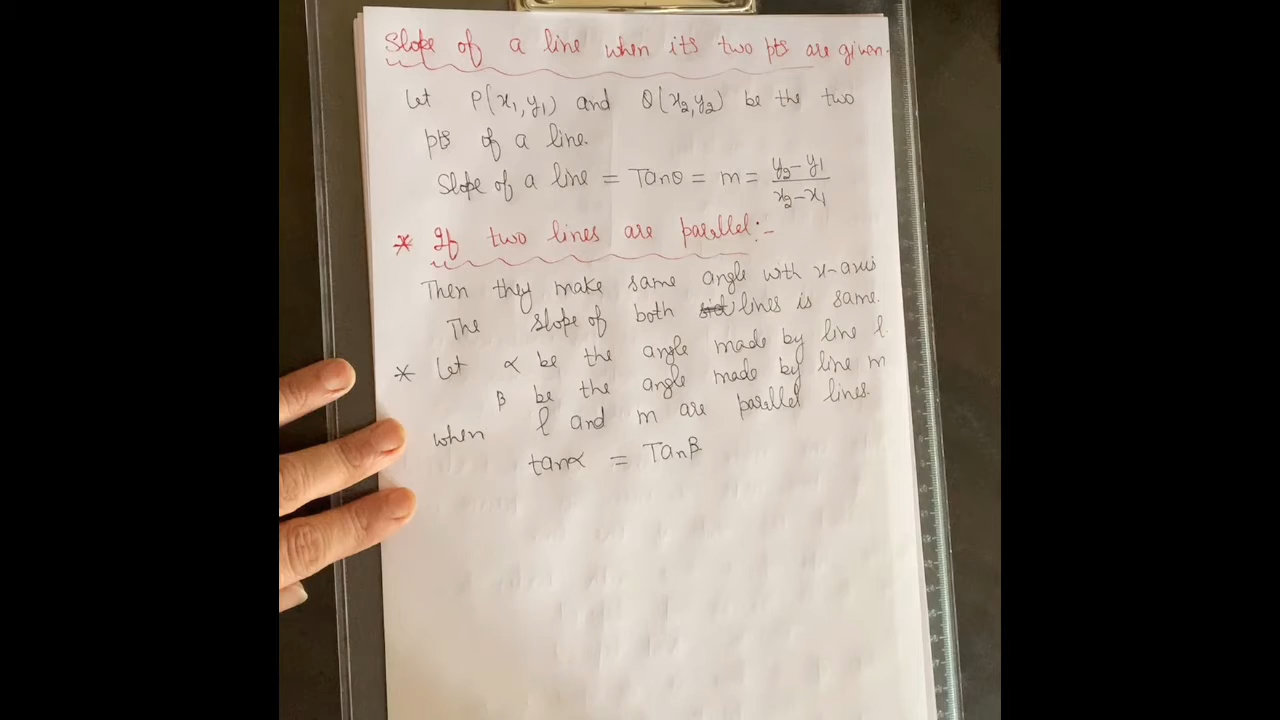 Slope of a line when its two pts are given.
Let P(x₁,y₁) and Q(x₂,y₂) be the two
pts of a line.
Slope of a line = Tanθ = m = y₂-y₁ / x₂-x₁
* If two lines are parallel:-
Then they make same angle with x-axis
The slope of both lines is same.
* Let α be the angle made by line l.
β be the angle made by line m
when l and m are parallel lines.
tanα = Tanβ